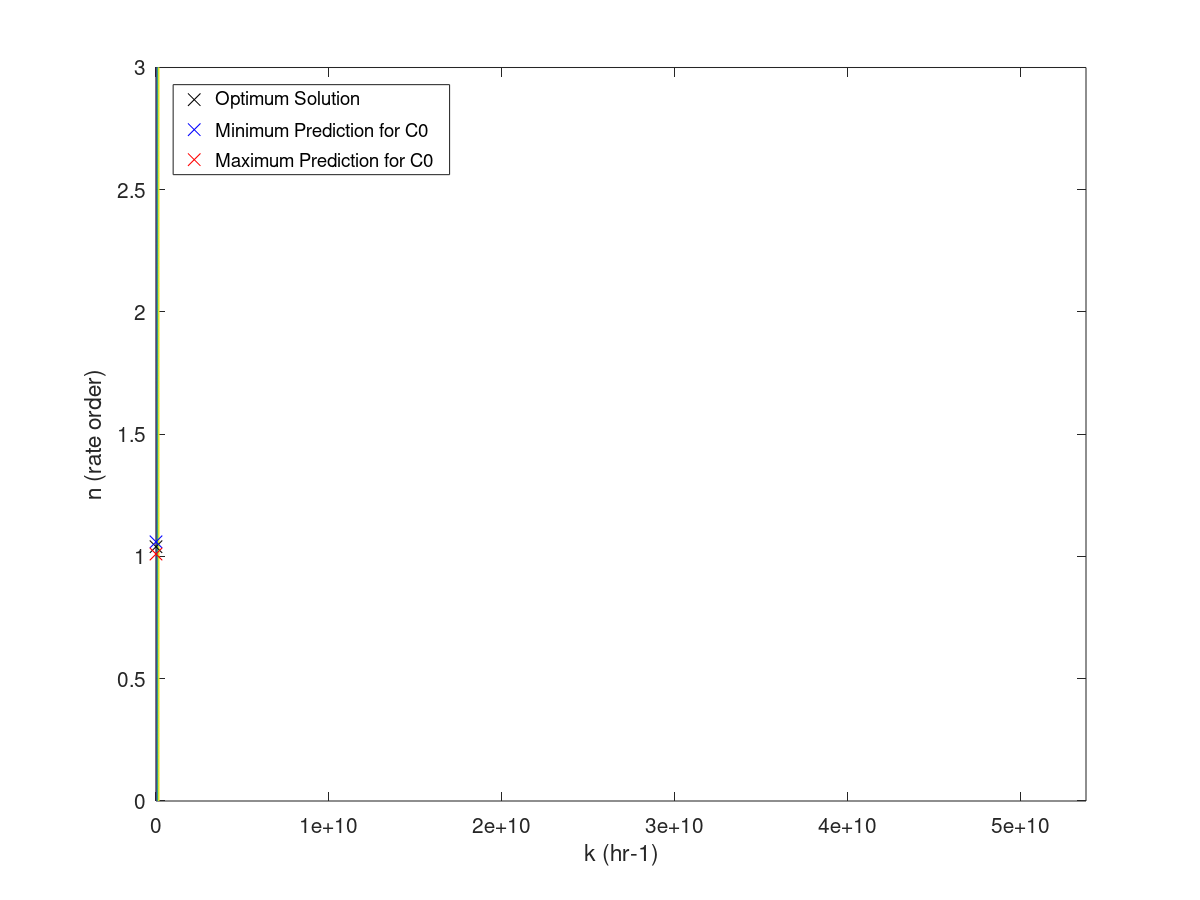 3
2.5
2
1.5
1
0.5
0
Optimum Solution
Minimum Prediction for C0
Maximum Prediction for C0
n (rate order)
0 1e+10 2e+10 3e+10 4e+10 5e+10
k (hr-1)